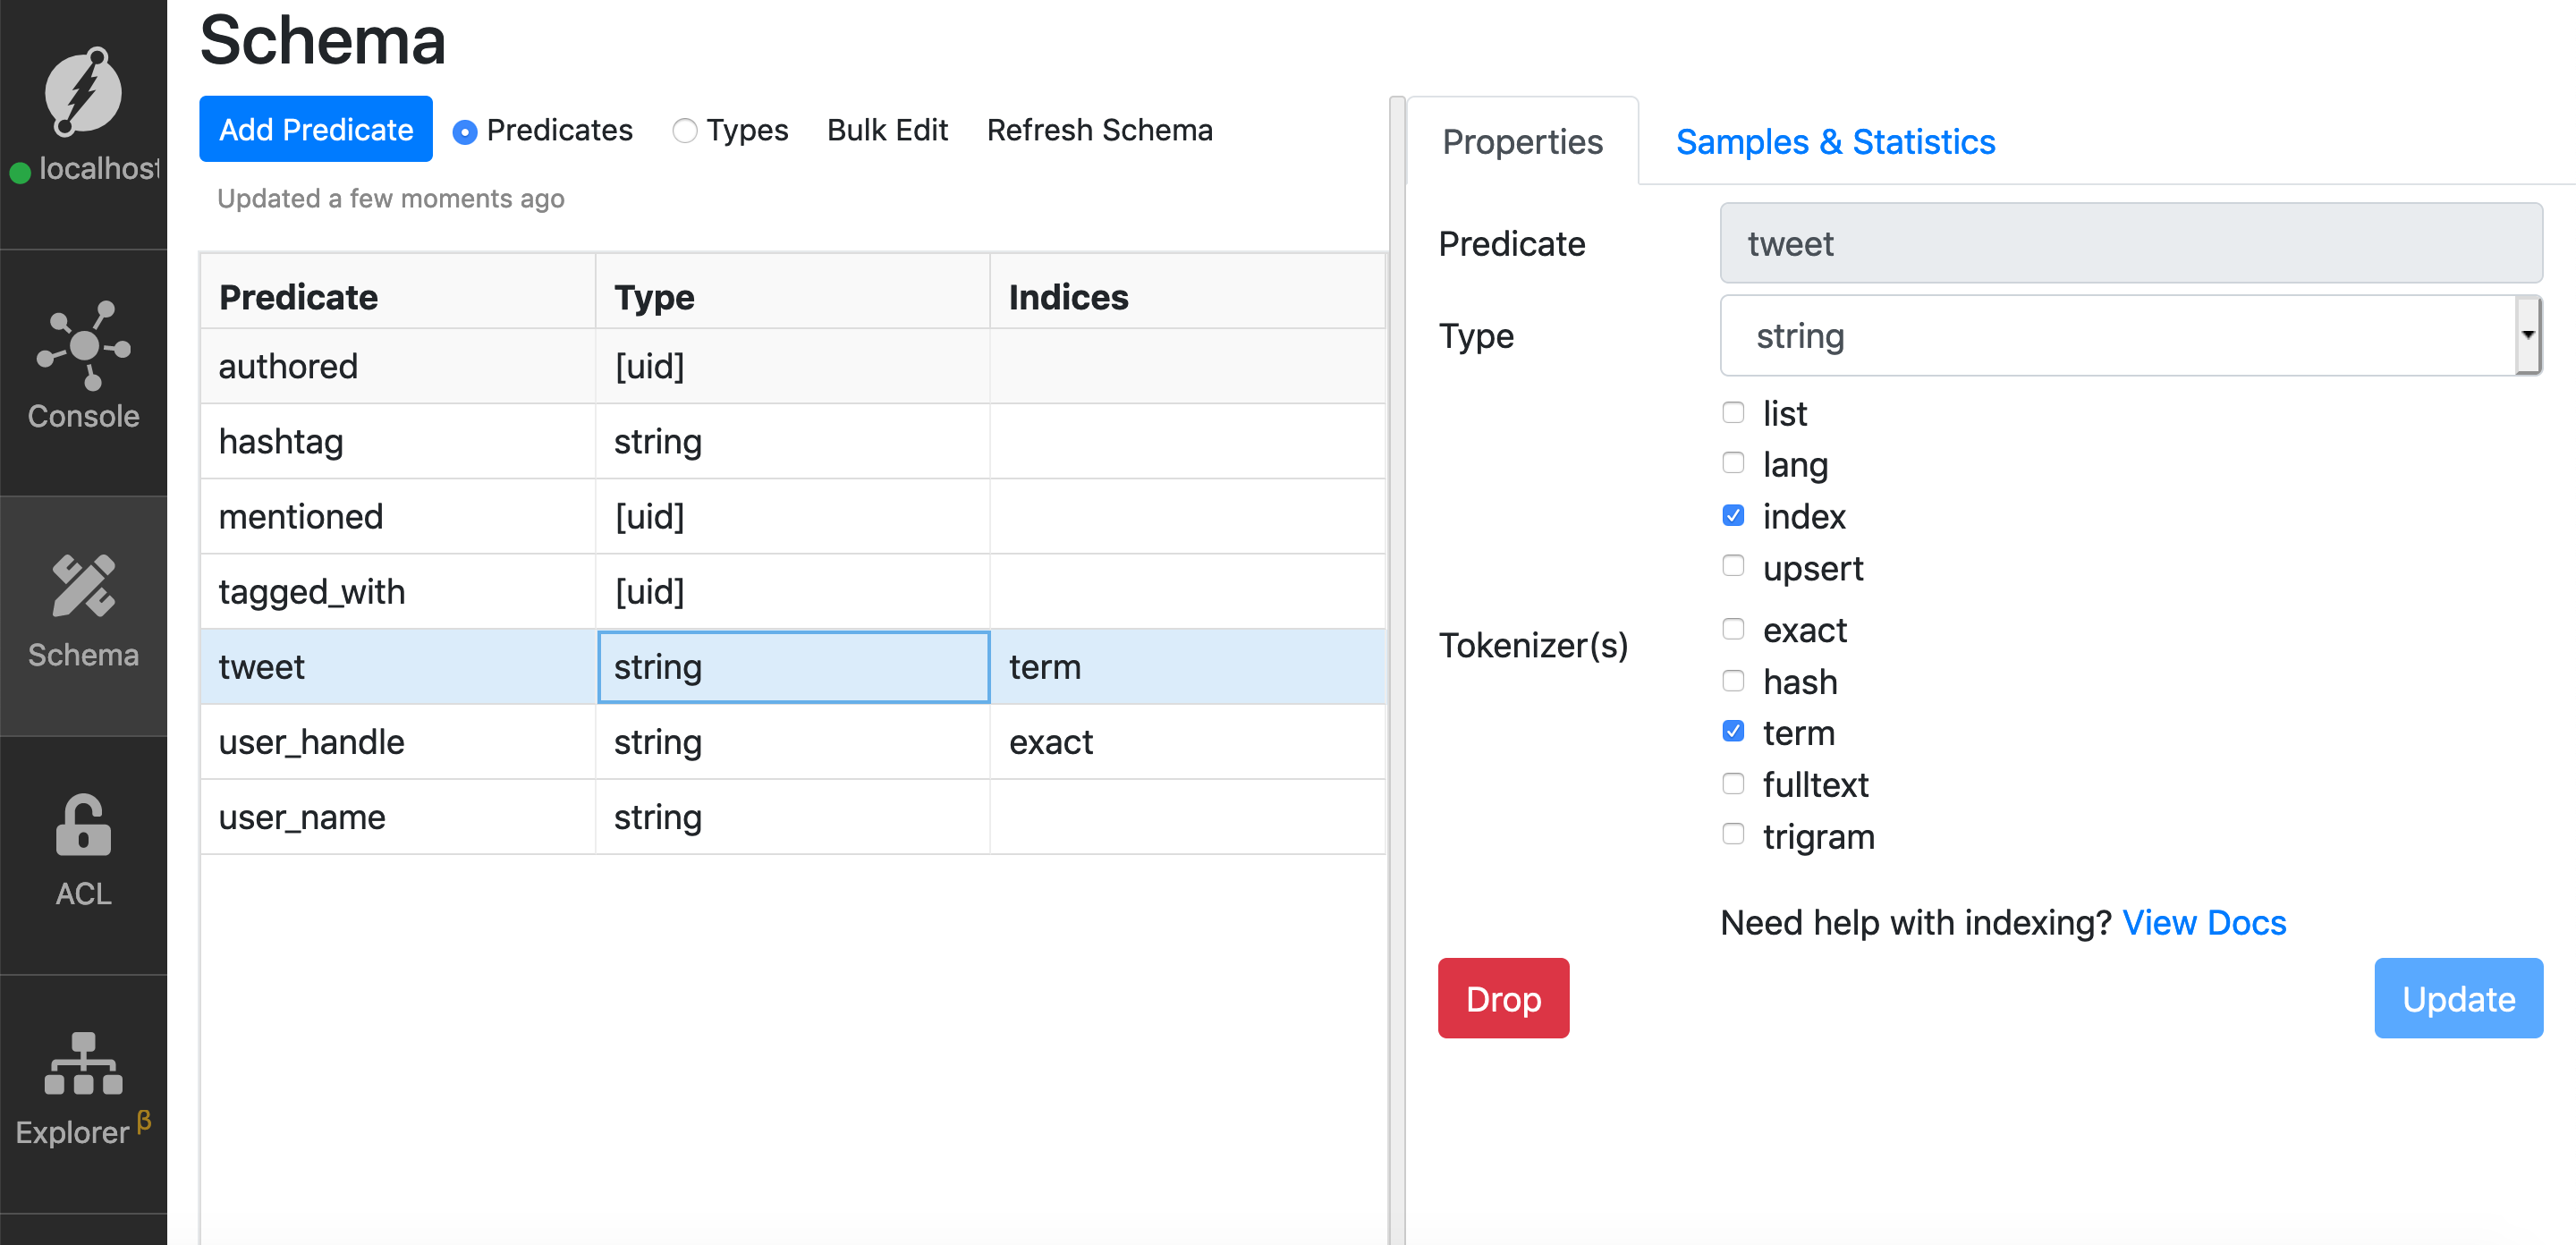 localhost
Console
Schema
ACL
Explorer β
Schema
Add Predicate Predicates Types Bulk Edit Refresh Schema
Updated a few moments ago
Predicate Type Indices
authored [uid]
hashtag string
mentioned [uid]
tagged_with [uid]
tweet string term
user_handle string exact
user_name string
Properties Samples & Statistics
Predicate tweet
Type string
list
lang
index
upsert
Tokenizer(s)
exact
hash
term
fulltext
trigram
Need help with indexing? View Docs
Drop Update